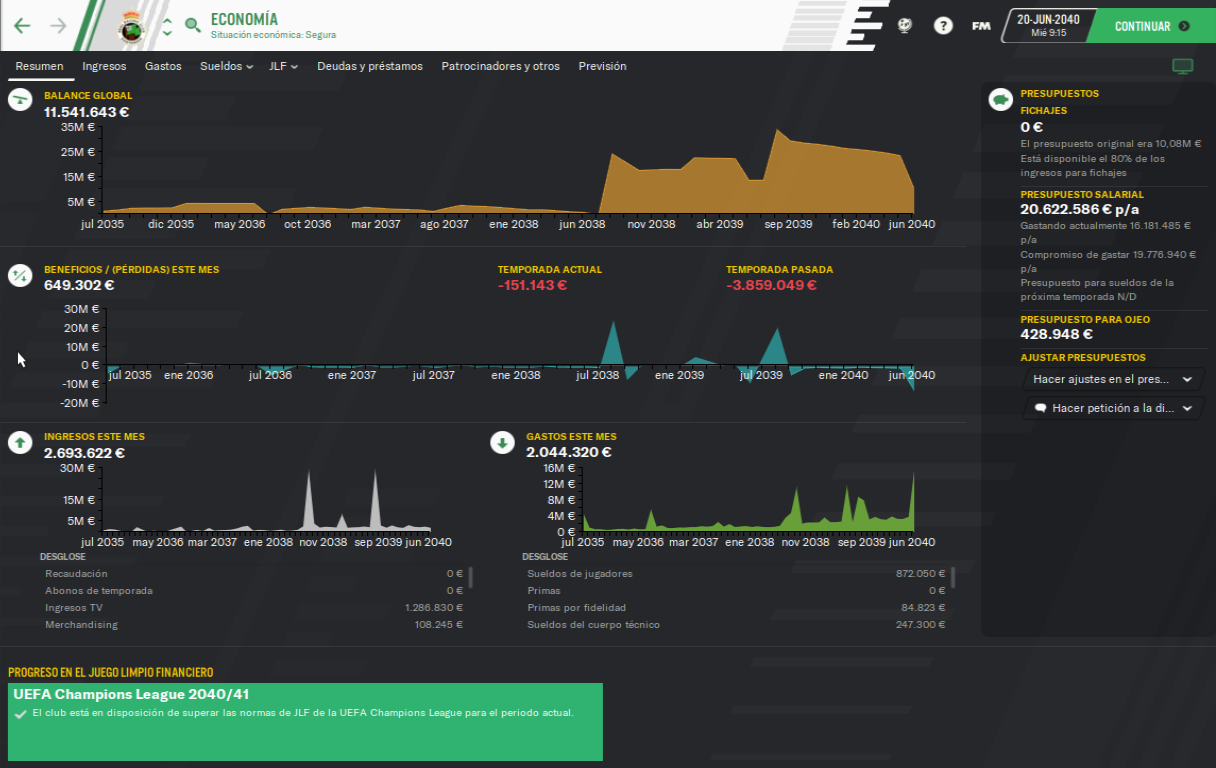 ECONOMÍA
Situación económica: Segura
?
FM
20-JUN-2040
Mié 9:15
CONTINUAR
Resumen Ingresos Gastos Sueldos JLF Deudas y préstamos Patrocinadores y otros Previsión
BALANCE GLOBAL
11.541.643 €
35M €
25M €
15M €
5M €
jul 2035 dic 2035 may 2036 oct 2036 mar 2037 ago 2037 ene 2038 jun 2038 nov 2038 abr 2039 sep 2039 feb 2040 jun 2040
BENEFICIOS / (PÉRDIDAS) ESTE MES
649.302 €
TEMPORADA ACTUAL
-151.143 €
TEMPORADA PASADA
-3.859.049 €
30M €
20M €
10M €
0 €
-10M €
-20M €
jul 2035 ene 2036 jul 2036 ene 2037 jul 2037 ene 2038 jul 2038 ene 2039 jul 2039 ene 2040 jun 2040
INGRESOS ESTE MES
2.693.622 €
30M €
15M €
5M €
jul 2035 may 2036 mar 2037 ene 2038 nov 2038 sep 2039 jun 2040
DESGLOSE
Recaudación 0 €
Abonos de temporada 0 €
Ingresos TV 1.286.830 €
Merchandising 108.245 €
GASTOS ESTE MES
2.044.320 €
16M €
12M €
8M €
4M €
0 €
jul 2035 may 2036 mar 2037 ene 2038 nov 2038 sep 2039 jun 2040
DESGLOSE
Sueldos de jugadores 872.050 €
Primas 0 €
Primas por fidelidad 84.823 €
Sueldos del cuerpo técnico 247.300 €
PRESUPUESTOS
FICHAJES
0 €
El presupuesto original era 10,08M €
Está disponible el 80% de los
ingresos para fichajes
PRESUPUESTO SALARIAL
20.622.586 € p/a
Gastando actualmente 16.181.485 €
p/a
Compromiso de gastar 19.776.940 €
p/a
Presupuesto para sueldos de la
próxima temporada N/D
PRESUPUESTO PARA OJEO
428.948 €
AJUSTAR PRESUPUESTOS
Hacer ajustes en el pres...
Hacer petición a la di...
PROGRESO EN EL JUEGO LIMPIO FINANCIERO
UEFA Champions League 2040/41
El club está en disposición de superar las normas de JLF de la UEFA Champions League para el periodo actual.